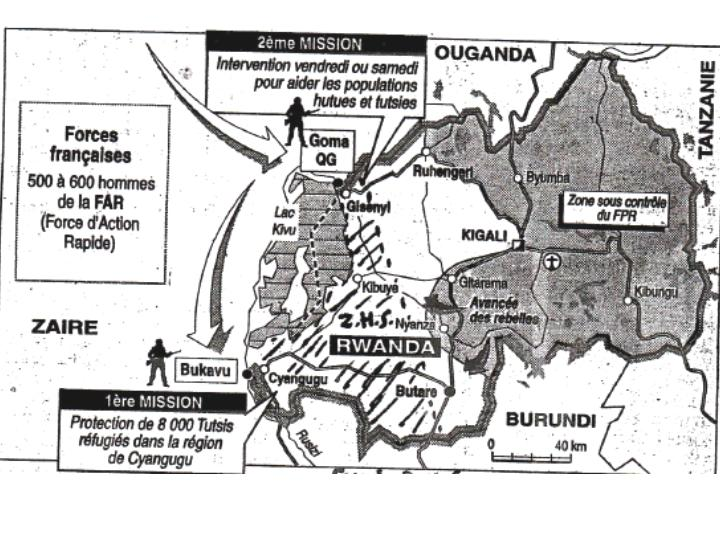 2ème MISSION
Intervention vendredi ou samedi
pour aider les populations
hutues et tutsies
OUGANDA
TANZANIE
Forces
françaises
500 à 600 hommes
de la FAR
(Force d'Action
Rapide)
Goma
QG
Ruhengeri
Byumba
Zone sous contrôle
du FPR
Gisenyi
Lac
Kivu
KIGALI
Kibuye
Gitarama
Avancée
des rebelles
Kibungu
ZAIRE
Z.H.S.
Nyanza
RWANDA
Bukavu
Cyangugu
Butare
1ère MISSION
Protection de 8 000 Tutsis
réfugiés dans la région
de Cyangugu
Rusizi
BURUNDI
0 40 km